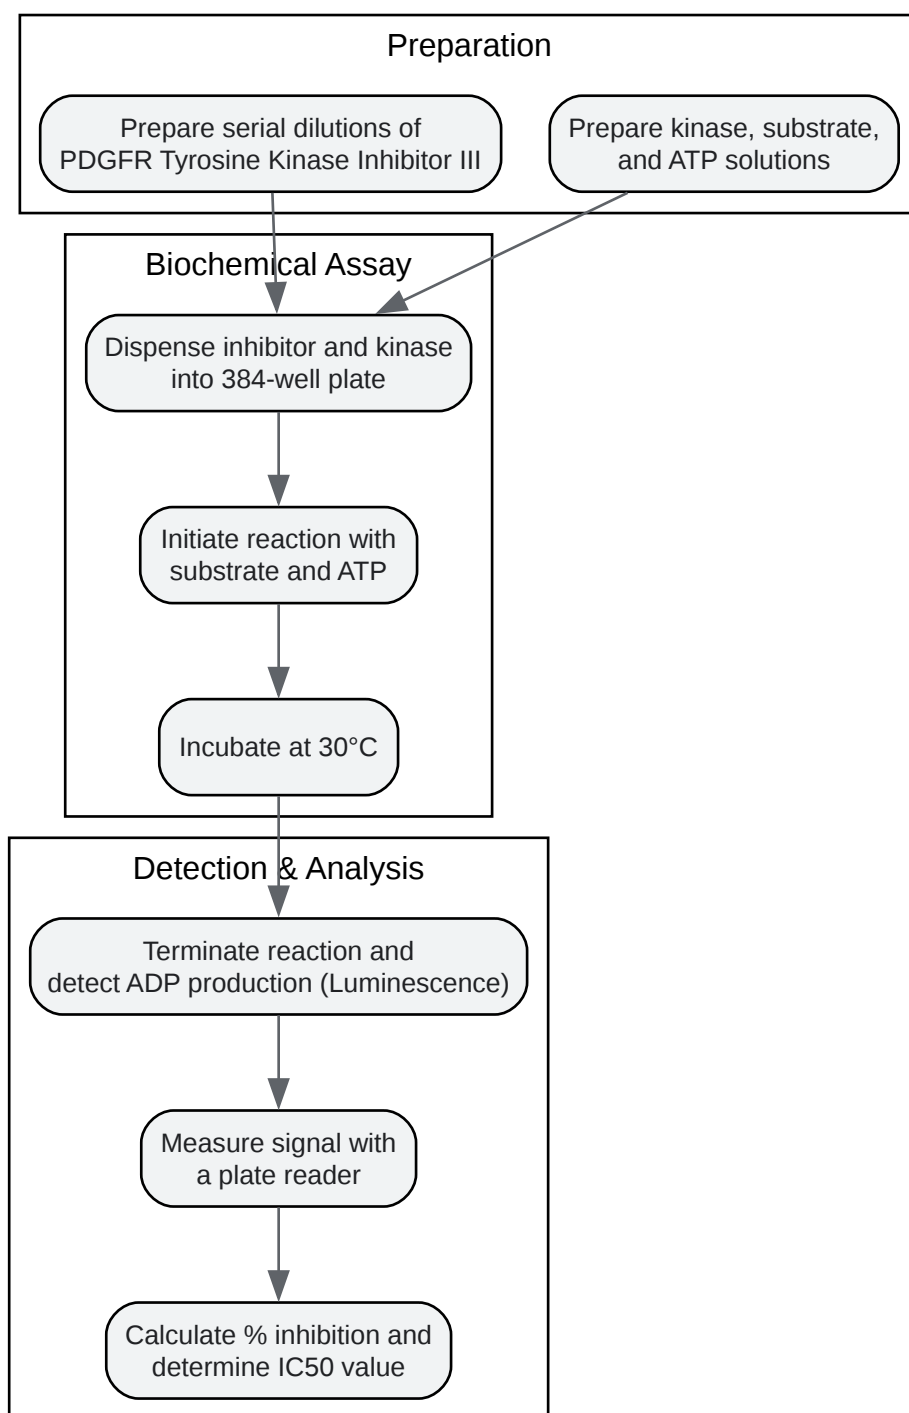 Preparation
Prepare serial dilutions of
PDGFR Tyrosine Kinase Inhibitor III
Prepare kinase, substrate,
and ATP solutions
Biochemical Assay
Dispense inhibitor and kinase
into 384-well plate
Initiate reaction with
substrate and ATP
Incubate at 30°C
Detection & Analysis
Terminate reaction and
detect ADP production (Luminescence)
Measure signal with
a plate reader
Calculate % inhibition and
determine IC50 value